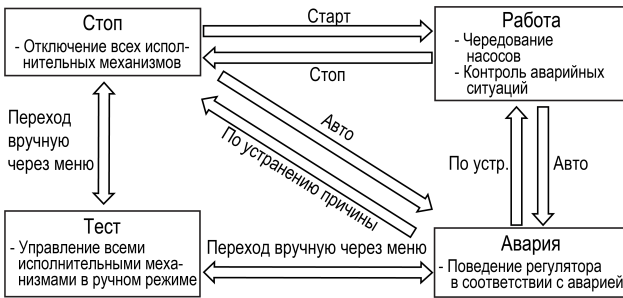 Стоп
- Отключение всех испол-
нительных механизмов
Старт
Стоп
Работа
- Чередование
насосов
- Контроль аварийных
ситуаций
Переход
вручную
через меню
Авто
По устранению причины
По устр.
Авто
Тест
- Управление всеми
исполнительными меха-
низмами в ручном режиме
Переход вручную через меню
Авария
- Поведение регулятора
в соответствии с аварией